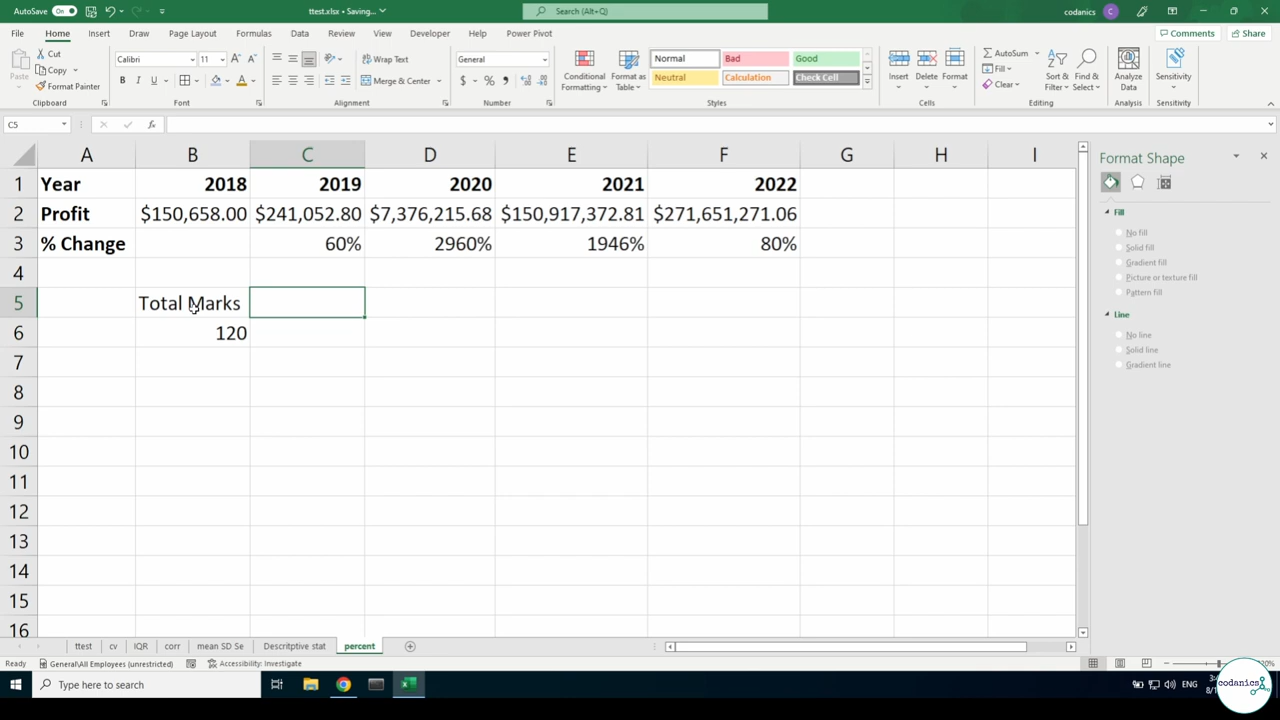 AutoSave On ttest.xlsx - Saving... Search (Alt+Q) codanics C
File Home Insert Draw Page Layout Formulas Data Review View Developer Help Power Pivot Comments Share
Paste Cut Copy Format Painter Clipboard
Calibri 11 B I U A Font
Wrap Text Merge & Center Alignment
General $ % Number
Conditional Formatting Format as Table Normal Bad Good Neutral Calculation Check Cell Styles
Insert Delete Format Cells
AutoSum Fill Clear Sort & Filter Find & Select Editing
Analyze Data Analysis
Sensitivity Sensitivity
C5 fx
A B C D E F G H I
1 Year 2018 2019 2020 2021 2022
2 Profit $150,658.00 $241,052.80 $7,376,215.68 $150,917,372.81 $271,651,271.06
3 % Change 60% 2960% 1946% 80%
4
5 Total Marks
6 120
7
8
9
10
11
12
13
14
15
16
Format Shape
Fill
No fill
Solid fill
Gradient fill
Picture or texture fill
Pattern fill
Line
No line
Solid line
Gradient line
ttest cv IQR corr mean SD Se Descritptive stat percent
Ready General\All Employees (unrestricted) Accessibility: Investigate
Type here to search ENG
codanics